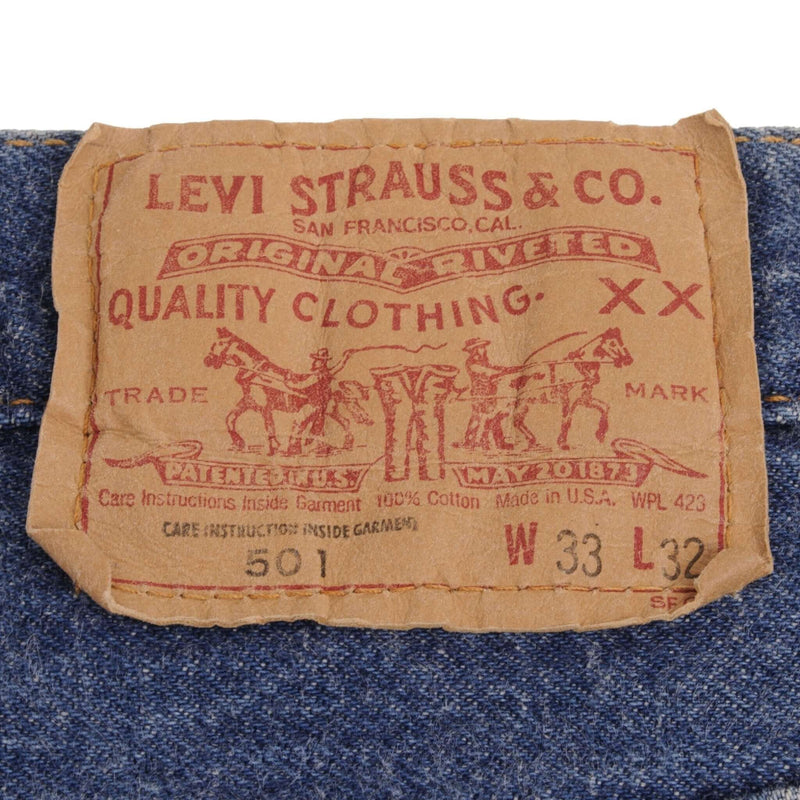 LEVI STRAUSS & CO.
SAN FRANCISCO, CAL.
ORIGINAL RIVETED
QUALITY CLOTHING. XX
TRADE MARK
PATENTED IN U.S. MAY 20 1873
Care Instructions Inside Garment 100% Cotton Made in U.S.A. WPL 423
CARE INSTRUCTION INSIDE GARMENT
501 W 33 L 32